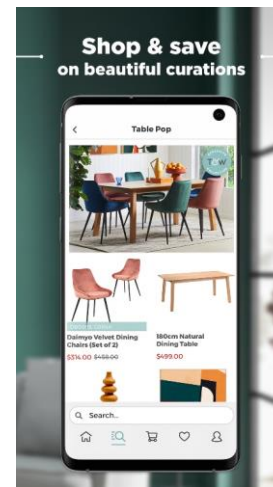 Shop & save
on beautiful curations
Table Pop
Daimyo Velvet Dining
Chairs (Set of 2)
$314.00 $456.00
180cm Natural
Dining Table
$499.00
Search...